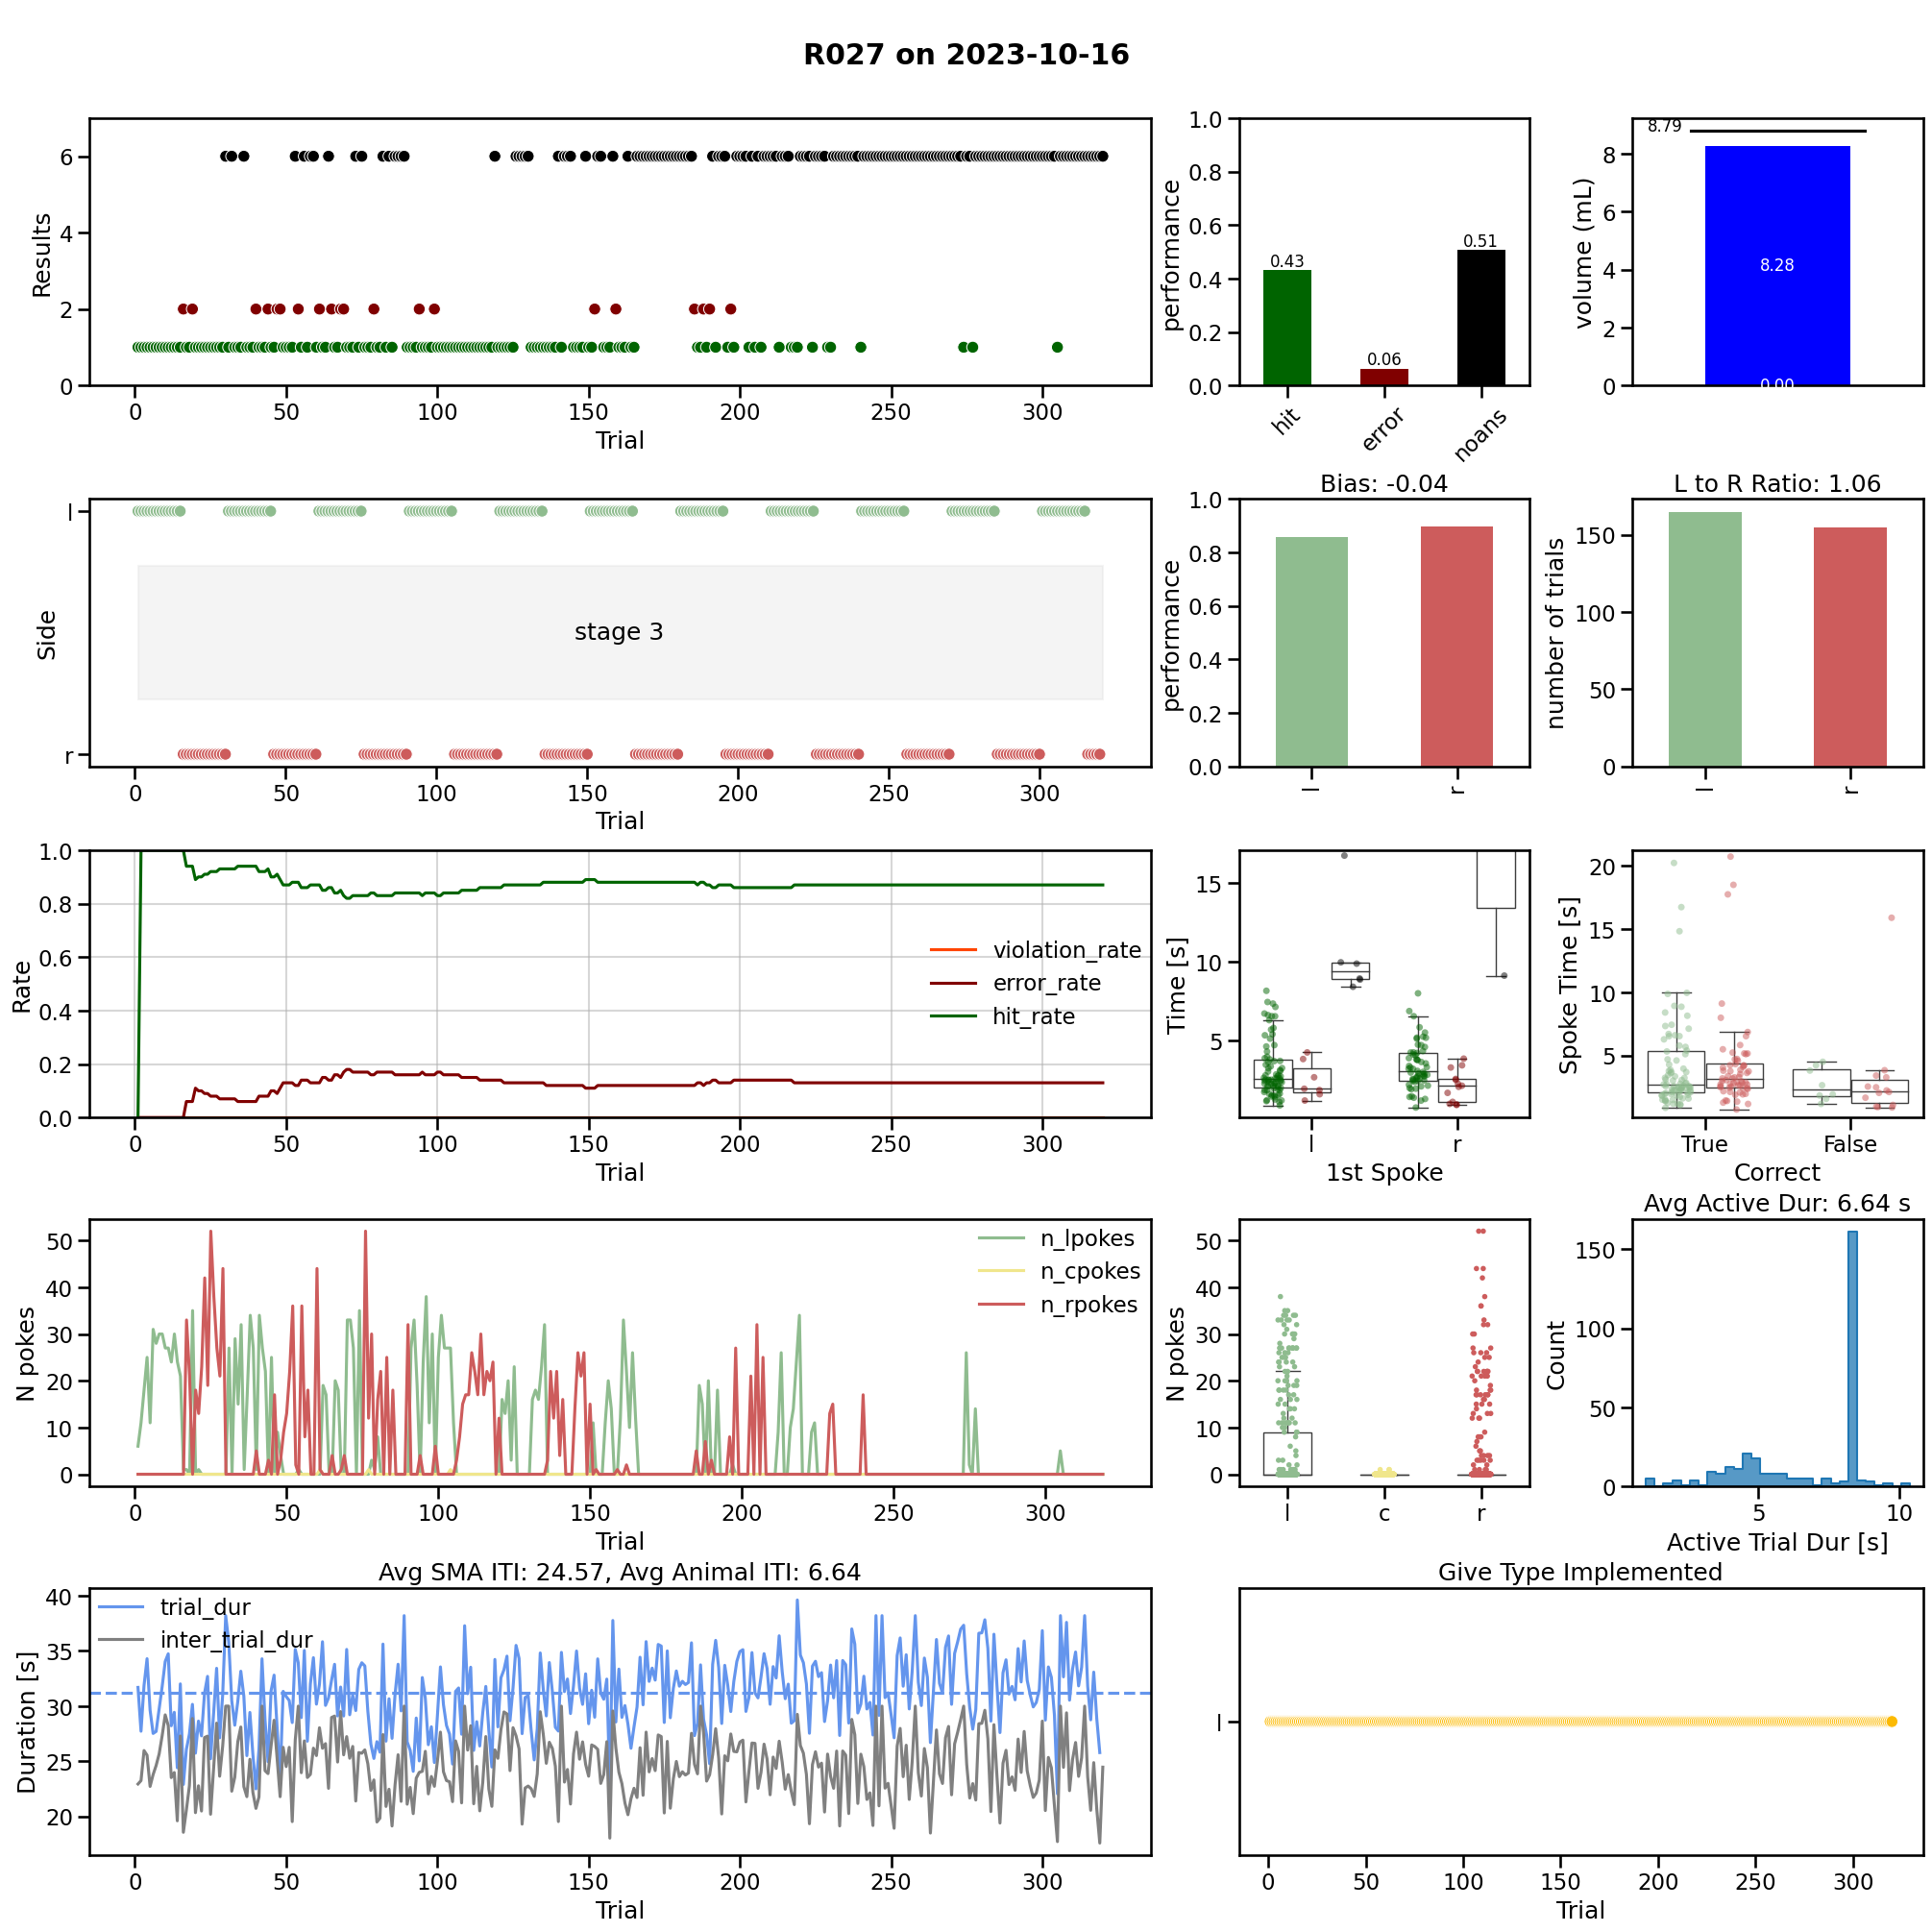 R027 on 2023-10-16
Results
6
4
2
0
0 50 100 150 200 250 300
Trial
performance
1.0
0.8
0.6
0.4
0.2
0.0
0.43
0.06
0.51
hit error noans
volume (mL)
8
6
4
2
0
8.79
8.28
0.00
Side
l
r
stage 3
0 50 100 150 200 250 300
Trial
Bias: -0.04
performance
1.0
0.8
0.6
0.4
0.2
0.0
l r
L to R Ratio: 1.06
number of trials
150
100
50
0
l r
Rate
1.0
0.8
0.6
0.4
0.2
0.0
violation_rate
error_rate
hit_rate
0 50 100 150 200 250 300
Trial
Time [s]
15
10
5
l r
1st Spoke
Spoke Time [s]
20
15
10
5
True False
Correct
N pokes
50
40
30
20
10
0
n_lpokes
n_cpokes
n_rpokes
0 50 100 150 200 250 300
Trial
N pokes
50
40
30
20
10
0
l c r
Avg Active Dur: 6.64 s
Count
150
100
50
0
5 10
Active Trial Dur [s]
Avg SMA ITI: 24.57, Avg Animal ITI: 6.64
Duration [s]
40
35
30
25
20
trial_dur
inter_trial_dur
0 50 100 150 200 250 300
Trial
Give Type Implemented
l
0 50 100 150 200 250 300
Trial